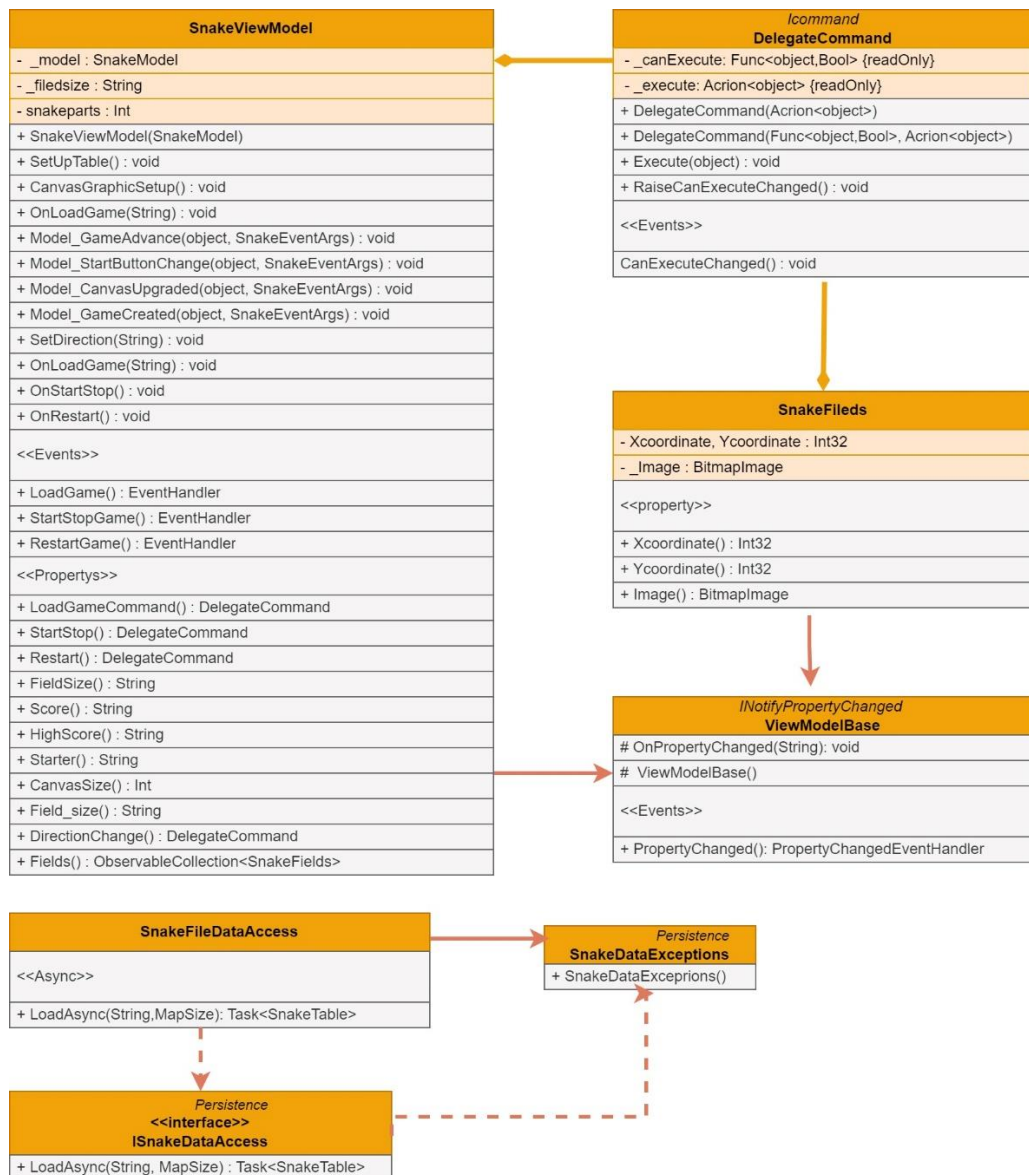 SnakeViewModel
- _model : SnakeModel
- _filedsize : String
- snakeparts : Int
+ SnakeViewModel(SnakeModel)
+ SetUpTable() : void
+ CanvasGraphicSetup() : void
+ OnLoadGame(String) : void
+ Model_GameAdvance(object, SnakeEventArgs) : void
+ Model_StartButtonChange(object, SnakeEventArgs) : void
+ Model_CanvasUpgraded(object, SnakeEventArgs) : void
+ Model_GameCreated(object, SnakeEventArgs) : void
+ SetDirection(String) : void
+ OnLoadGame(String) : void
+ OnStartStop() : void
+ OnRestart() : void
<<Events>>
+ LoadGame() : EventHandler
+ StartStopGame() : EventHandler
+ RestartGame() : EventHandler
<<Propertys>>
+ LoadGameCommand() : DelegateCommand
+ StartStop() : DelegateCommand
+ Restart() : DelegateCommand
+ FieldSize() : String
+ Score() : String
+ HighScore() : String
+ Starter() : String
+ CanvasSize() : Int
+ Field_size() : String
+ DirectionChange() : DelegateCommand
+ Fields() : ObservableCollection<SnakeFields>
Icommand
DelegateCommand
- _canExecute: Func<object,Bool> {readOnly}
- _execute: Acrion<object> {readOnly}
+ DelegateCommand(Acrion<object>)
+ DelegateCommand(Func<object,Bool>, Acrion<object>)
+ Execute(object) : void
+ RaiseCanExecuteChanged() : void
<<Events>>
CanExecuteChanged() : void
SnakeFileds
- Xcoordinate, Ycoordinate : Int32
- _Image : BitmapImage
<<property>>
+ Xcoordinate() : Int32
+ Ycoordinate() : Int32
+ Image() : BitmapImage
INotifyPropertyChanged
ViewModelBase
# OnPropertyChanged(String): void
# ViewModelBase()
<<Events>>
+ PropertyChanged(): PropertyChangedEventHandler
SnakeFileDataAccess
<<Async>>
+ LoadAsync(String,MapSize): Task<SnakeTable>
Persistence
SnakeDataExceptions
+ SnakeDataExceprions()
Persistence
<<interface>>
ISnakeDataAccess
+ LoadAsync(String, MapSize) : Task<SnakeTable>